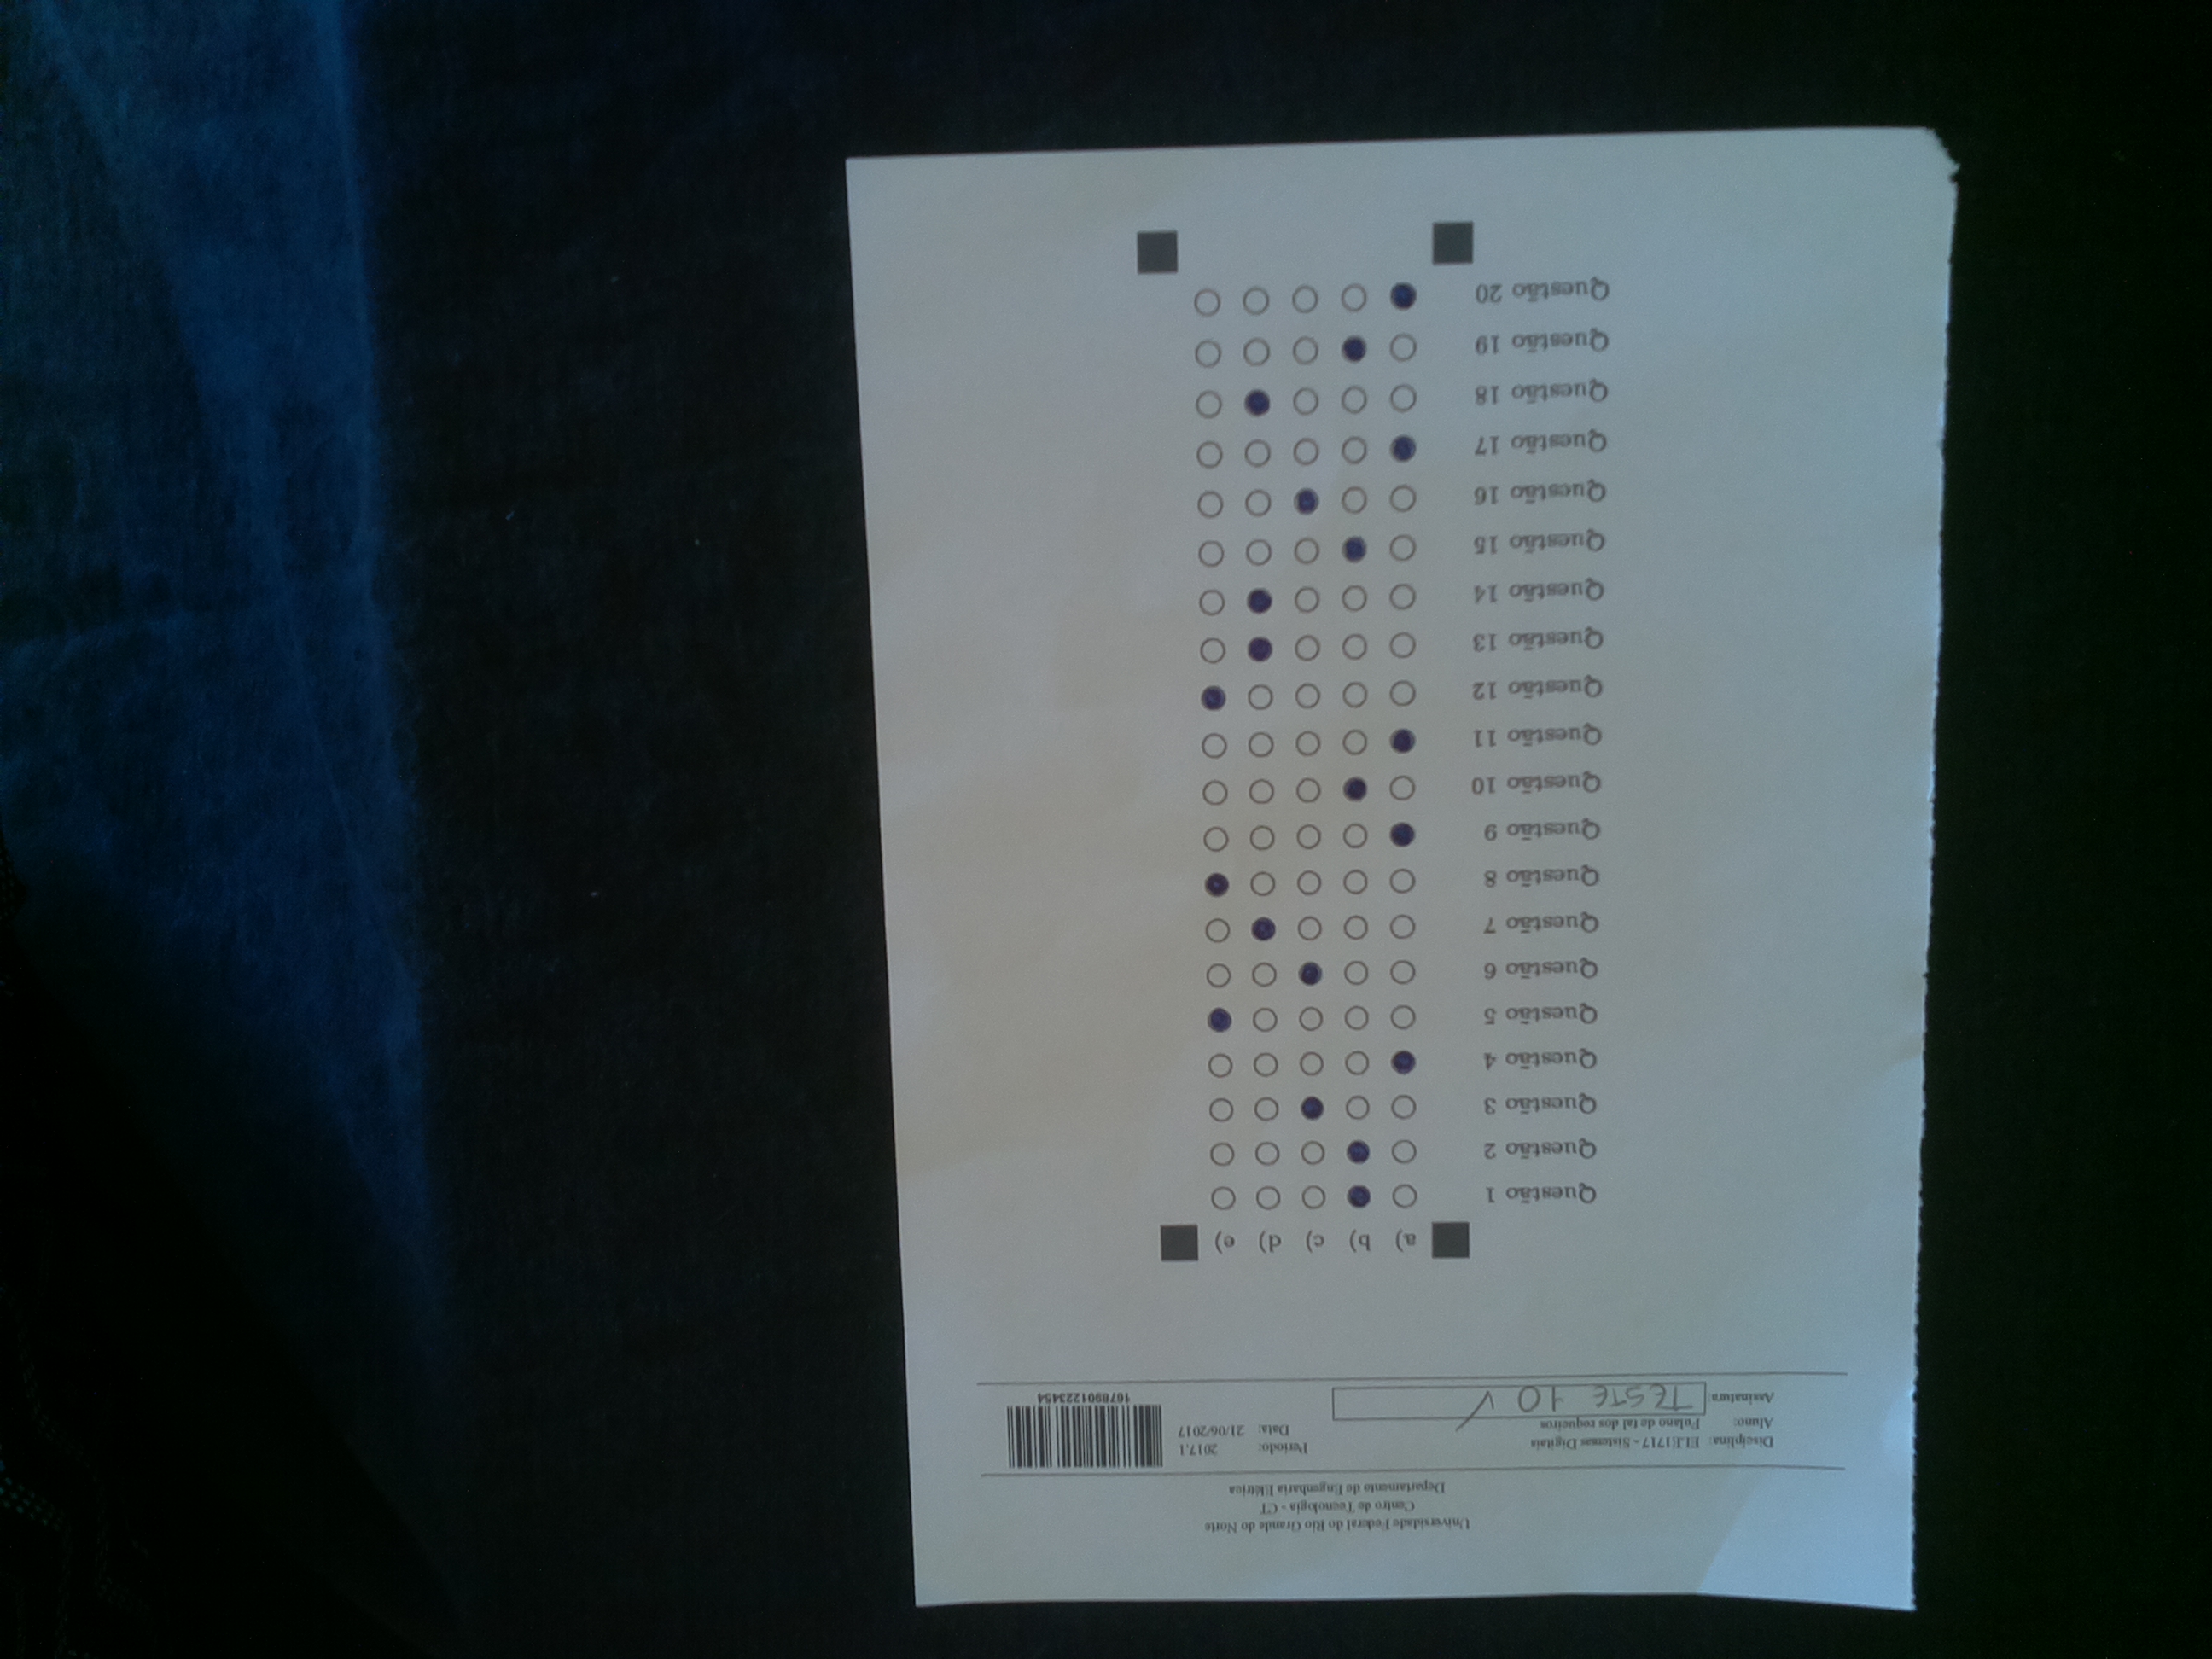 Universidade Federal do Rio Grande do Norte
Centro de Tecnologia - CT
Departamento de Engenharia Elétrica
Disciplina: ELE1717 - Sistemas Digitais Período: 2017.1
Aluno: Fulano de tal dos coqueiros Data: 21/06/2017
Assinatura: TESTE 10 V
1678901223454
a) b) c) d) e)
Questão 1
Questão 2
Questão 3
Questão 4
Questão 5
Questão 6
Questão 7
Questão 8
Questão 9
Questão 10
Questão 11
Questão 12
Questão 13
Questão 14
Questão 15
Questão 16
Questão 17
Questão 18
Questão 19
Questão 20